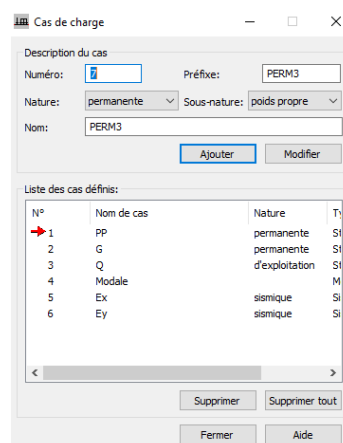 Cas de charge
Description du cas
Numéro: 7 Préfixe: PERM3
Nature: permanente Sous-nature: poids propre
Nom: PERM3
Ajouter Modifier
Liste des cas définis:
N° Nom de cas Nature
1 PP permanente
2 G permanente
3 Q d'exploitation
4 Modale
5 Ex sismique
6 Ey sismique
Supprimer Supprimer tout
Fermer Aide